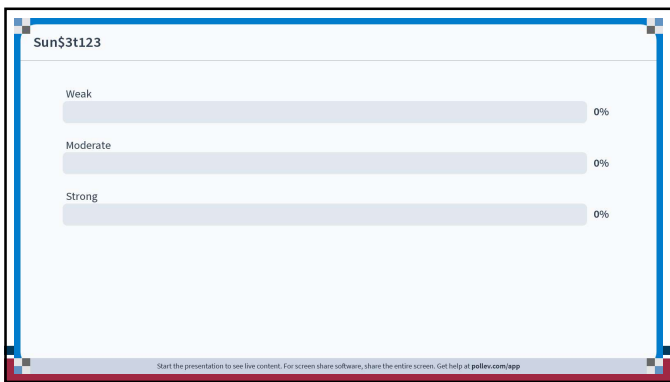 Sun$3t123
Weak
0%
Moderate
0%
Strong
0%
Start the presentation to see live content. For screen share software, share the entire screen. Get help at pollev.com/app